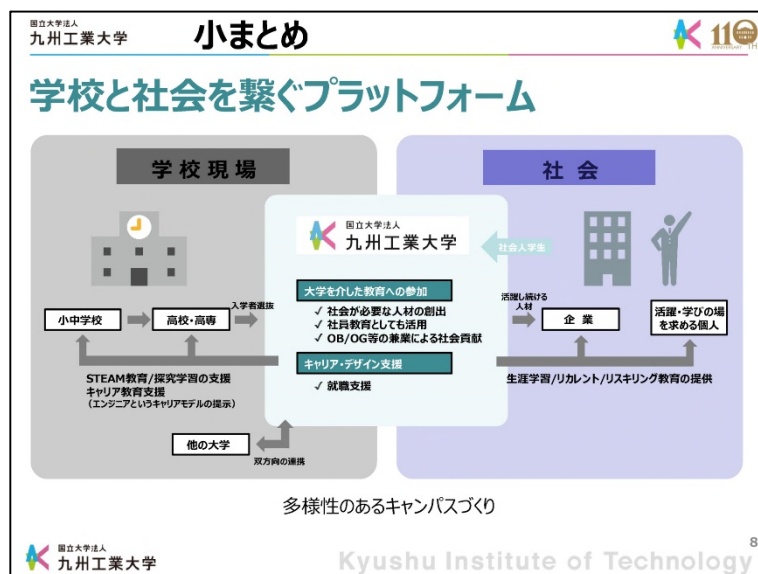 国立大学法人
九州工業大学
小まとめ
110
ANNIVERSARY
TH
学校と社会を繋ぐプラットフォーム
学校現場
社会
国立大学法人
九州工業大学
社会人学生
大学を介した教育への参加
✓ 社会が必要な人材の創出
✓ 社員教育としても活用
✓ OB/OG等の兼業による社会貢献
キャリア・デザイン支援
✓ 就職支援
小中学校
高校・高専
入学者選抜
活躍し続ける
人材
企業
活躍・学びの場
を求める個人
STEAM教育/探究学習の支援
キャリア教育支援
（エンジニアというキャリアモデルの提示）
生涯学習/リカレント/リスキリング教育の提供
他の大学
双方向の連携
多様性のあるキャンパスづくり
8
国立大学法人
九州工業大学
Kyushu Institute of Technology